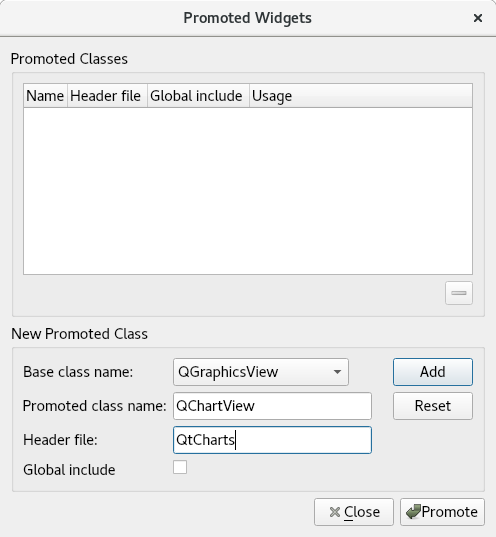 Promoted Widgets
Promoted Classes
Name Header file Global include Usage
New Promoted Class
Base class name: QGraphicsView Add
Promoted class name: QChartView Reset
Header file: QtCharts
Global include
Close Promote